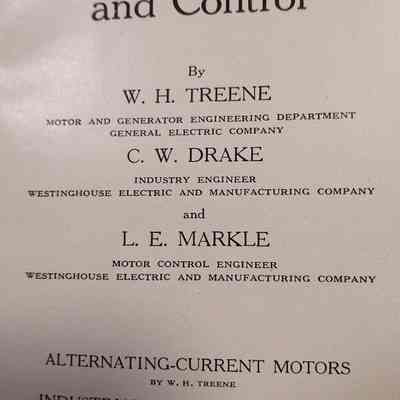 and Control
By
W. H. TREENE
MOTOR AND GENERATOR ENGINEERING DEPARTMENT
GENERAL ELECTRIC COMPANY
C. W. DRAKE
INDUSTRY ENGINEER
WESTINGHOUSE ELECTRIC AND MANUFACTURING COMPANY
and
L. E. MARKLE
MOTOR CONTROL ENGINEER
WESTINGHOUSE ELECTRIC AND MANUFACTURING COMPANY
ALTERNATING-CURRENT MOTORS
BY W. H. TREENE